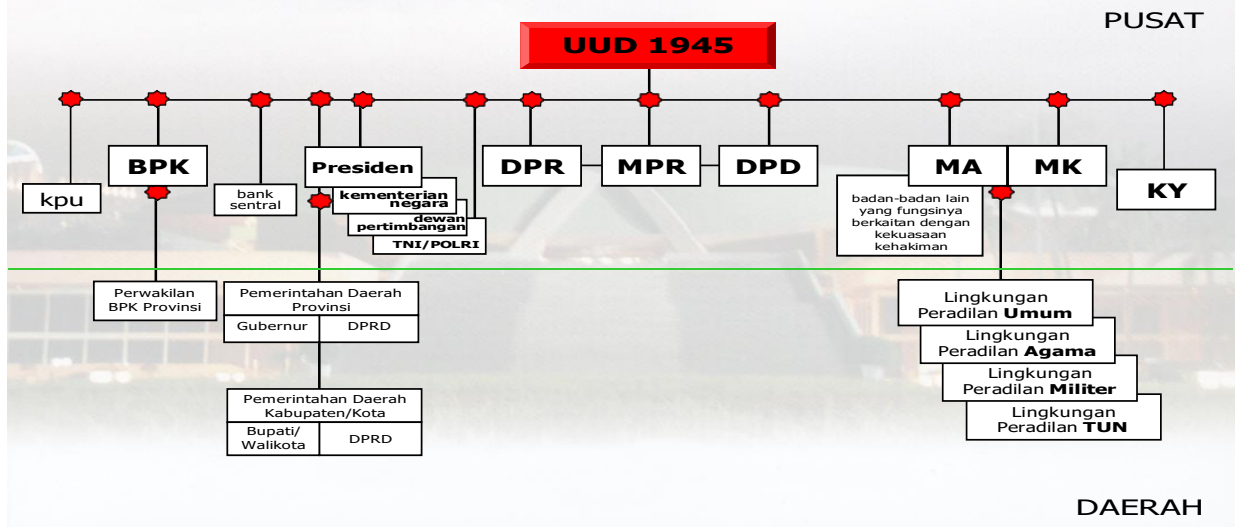 PUSAT
UUD 1945
kpu
BPK
bank
sentral
Presiden
kementerian
negara
dewan
pertimbangan
TNI/POLRI
DPR
MPR
DPD
MA
MK
KY
badan-badan lain
yang fungsinya
berkaitan dengan
kekuasaan
kehakiman
Perwakilan
BPK Provinsi
Pemerintahan Daerah
Provinsi
Gubernur
DPRD
Pemerintahan Daerah
Kabupaten/Kota
Bupati/
Walikota
DPRD
Lingkungan
Peradilan Umum
Lingkungan
Peradilan Agama
Lingkungan
Peradilan Militer
Lingkungan
Peradilan TUN
DAERAH